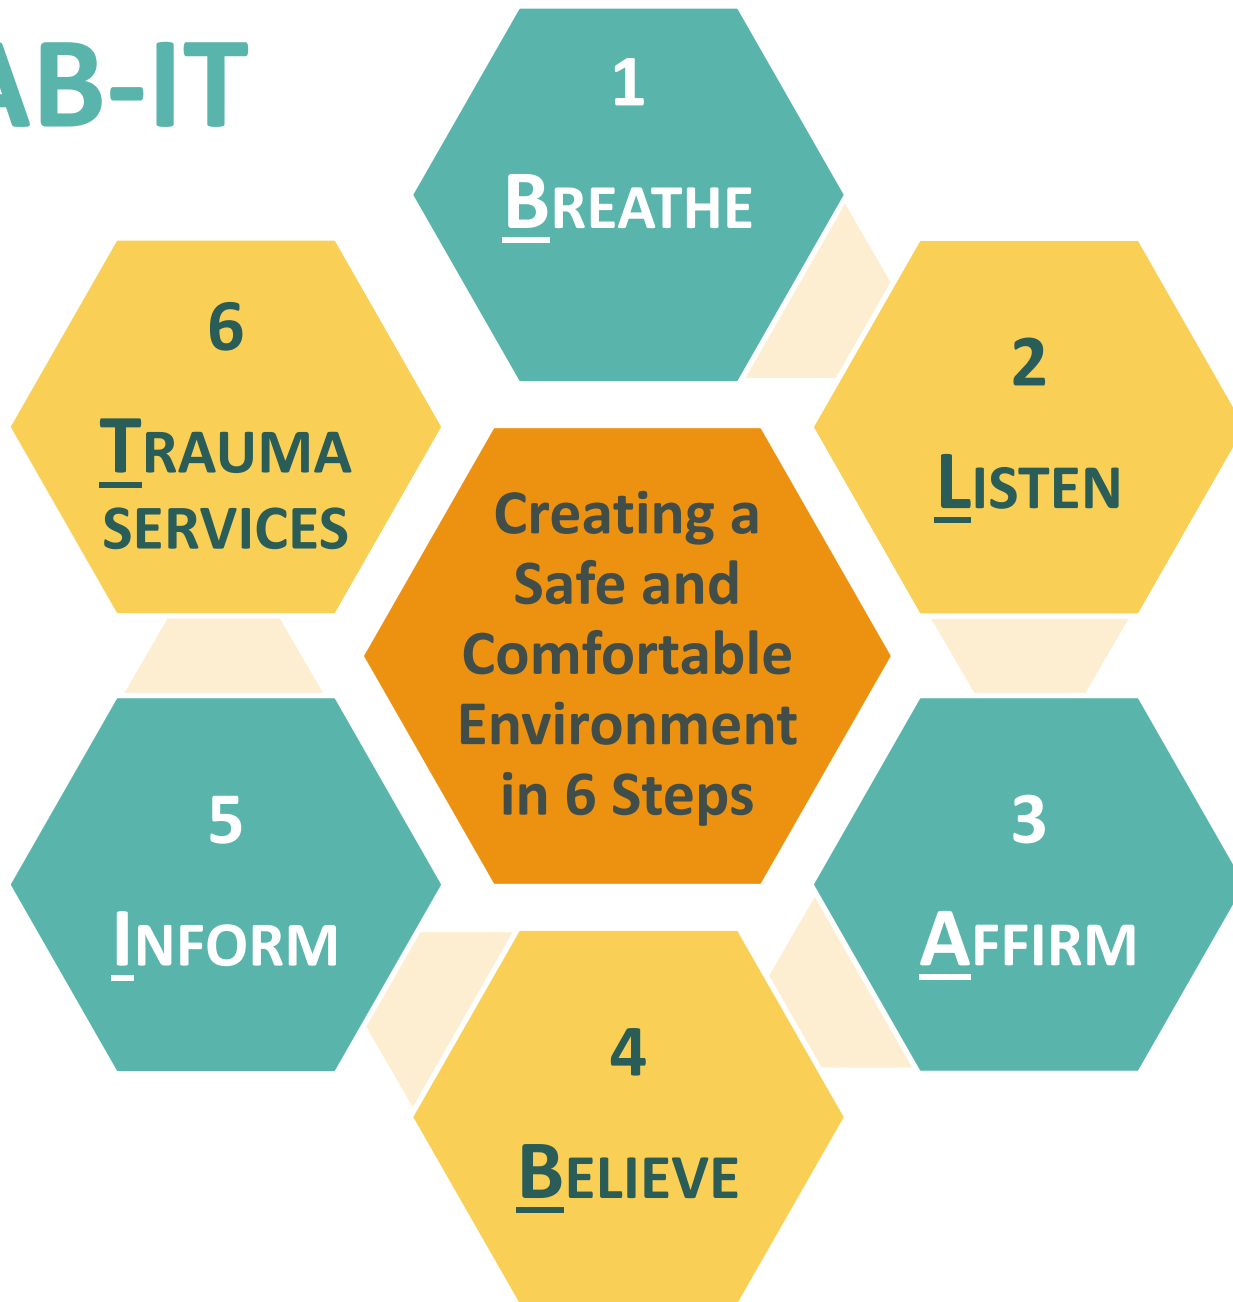 AB-IT
1
BREATHE
2
LISTEN
3
AFFIRM
4
BELIEVE
5
INFORM
6
TRAUMA
SERVICES
Creating a
Safe and
Comfortable
Environment
in 6 Steps